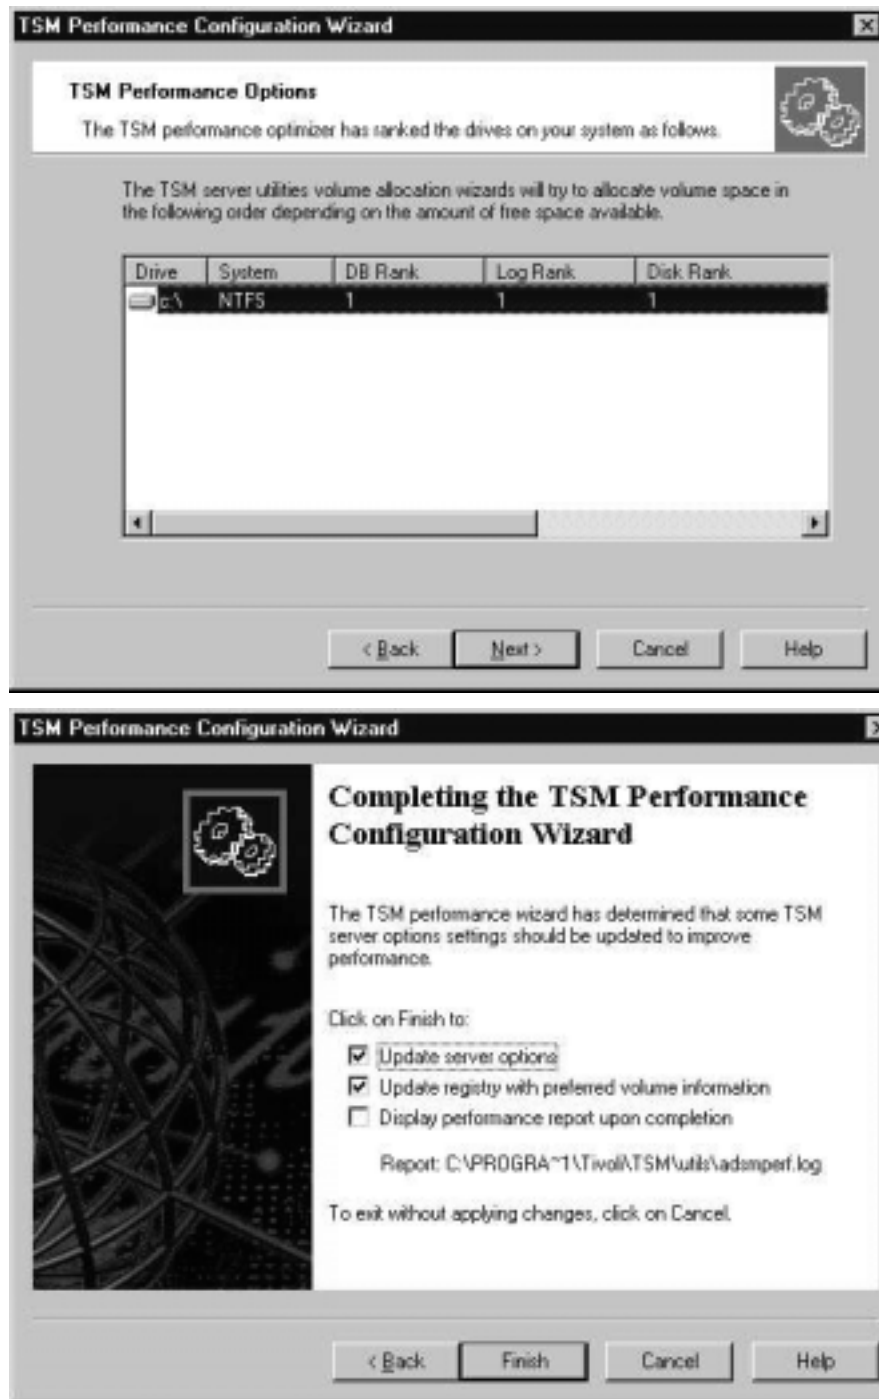 TSM Performance Configuration Wizard
TSM Performance Options
The TSM performance optimizer has ranked the drives on your system as follows.
The TSM server utilities volume allocation wizards will try to allocate volume space in
the following order depending on the amount of free space available.
Drive System DB Rank Log Rank Disk Rank
c:\ NTFS 1 1 1
< Back Next > Cancel Help
TSM Performance Configuration Wizard
Completing the TSM Performance
Configuration Wizard
The TSM performance wizard has determined that some TSM
server options settings should be updated to improve
performance.
Click on Finish to:
Update server options
Update registry with preferred volume information
Display performance report upon completion
Report: C:\PROGRA~1\Tivoli\TSM\utils\adsmperf.log
To exit without applying changes, click on Cancel.
< Back Finish Cancel Help